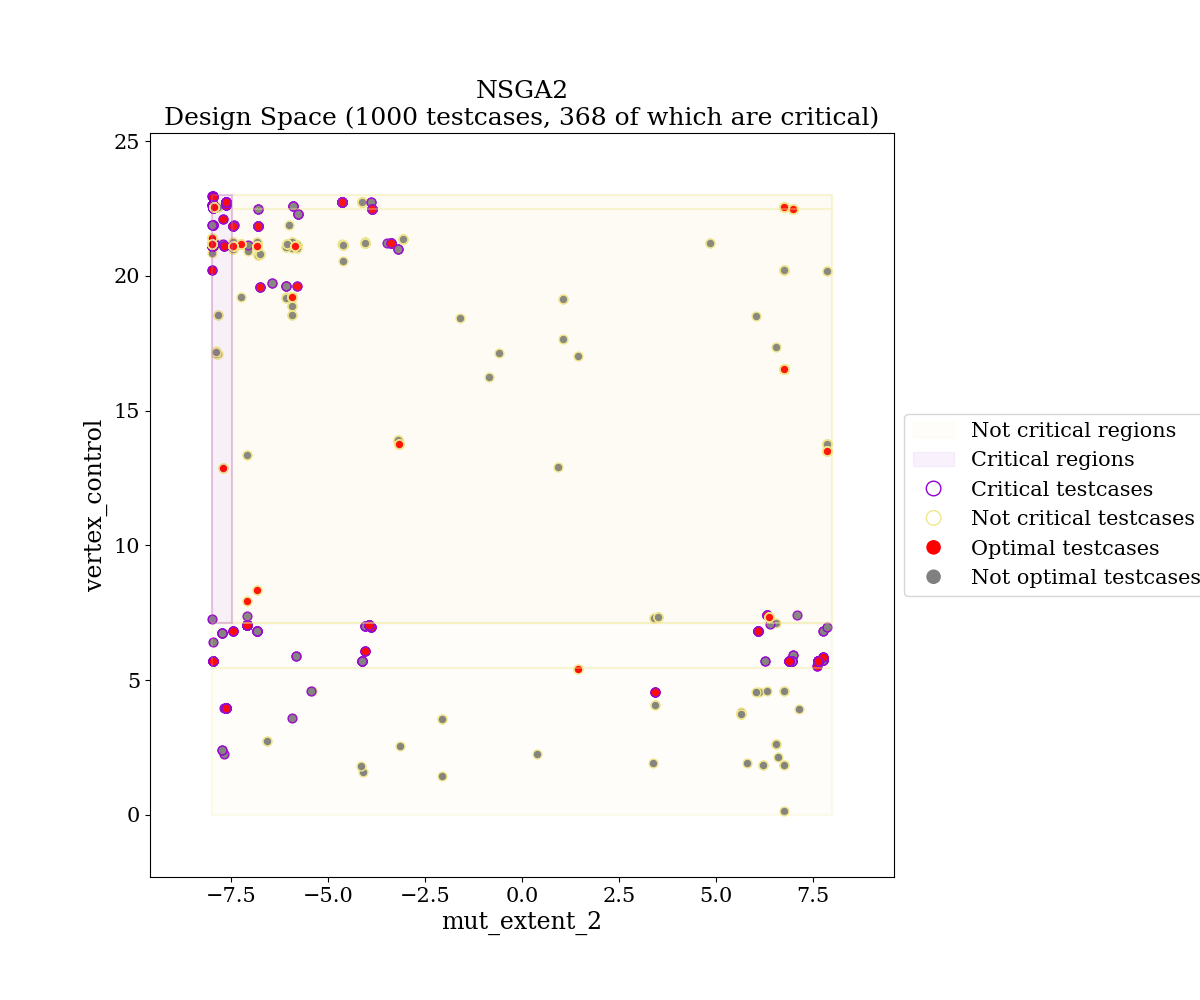 NSGA2
Design Space (1000 testcases, 368 of which are critical)
25
20
15
10
5
0
vertex_control
−7.5
−5.0
−2.5
0.0
2.5
5.0
7.5
mut_extent_2
Not critical regions
Critical regions
Critical testcases
Not critical testcases
Optimal testcases
Not optimal testcases